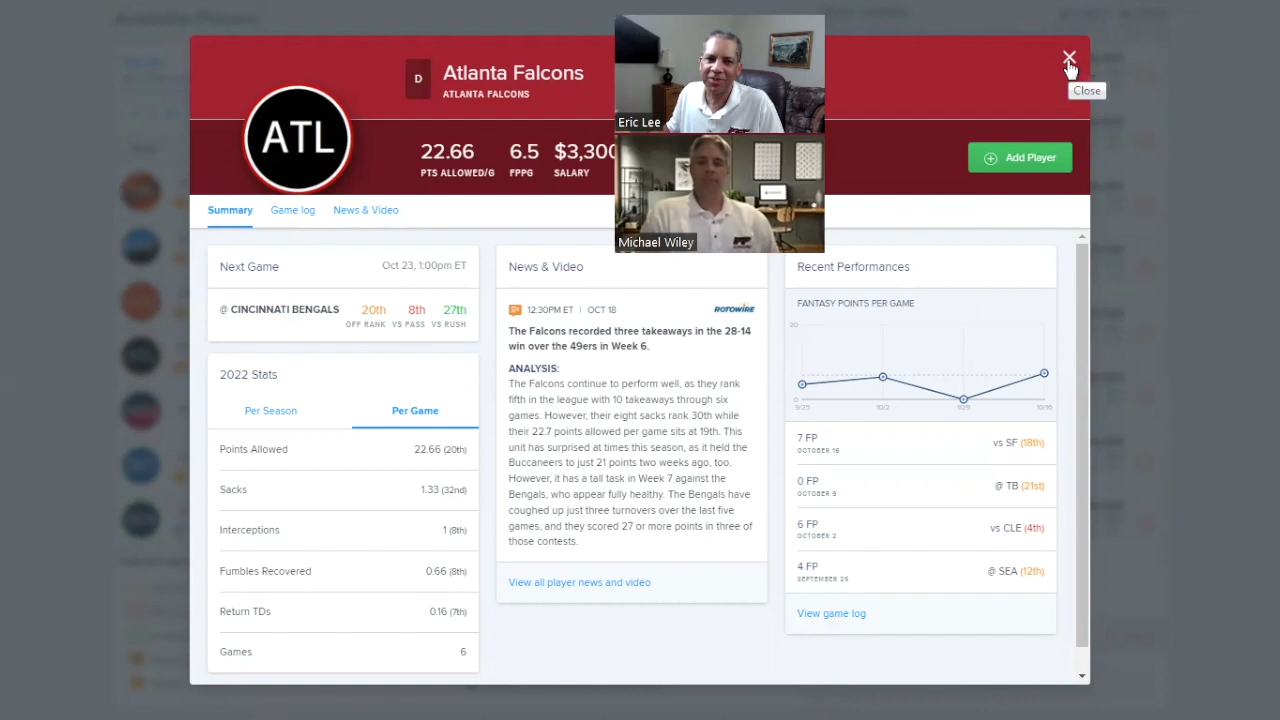 D
Atlanta Falcons
ATLANTA FALCONS
ATL
22.66
PTS ALLOWED/G
6.5
FPPG
$3,300
SALARY
Eric Lee
Michael Wiley
Close
Add Player
Summary
Game log
News & Video
Next Game
Oct 23, 1:00pm ET
@ CINCINNATI BENGALS
20th
OFF RANK
8th
VS PASS
27th
VS RUSH
2022 Stats
Per Season
Per Game
Points Allowed 22.66 (20th)
Sacks 1.33 (32nd)
Interceptions 1 (8th)
Fumbles Recovered 0.66 (8th)
Return TDs 0.16 (7th)
Games 6
News & Video
12:30PM ET | OCT 18
ROTOWIRE
The Falcons recorded three takeaways in the 28-14
win over the 49ers in Week 6.
ANALYSIS:
The Falcons continue to perform well, as they rank
fifth in the league with 10 takeaways through six
games. However, their eight sacks rank 30th while
their 22.7 points allowed per game sits at 19th. This
unit has surprised at times this season, as it held the
Buccaneers to just 21 points two weeks ago, too.
However, it has a tall task in Week 7 against the
Bengals, who appear fully healthy. The Bengals have
coughed up just three turnovers over the last five
games, and they scored 27 or more points in three of
those contests.
View all player news and video
Recent Performances
FANTASY POINTS PER GAME
20
0
9/25
10/2
10/9
10/16
7 FP
OCTOBER 16
vs SF (18th)
0 FP
OCTOBER 9
@ TB (21st)
6 FP
OCTOBER 2
vs CLE (4th)
4 FP
SEPTEMBER 25
@ SEA (12th)
View game log